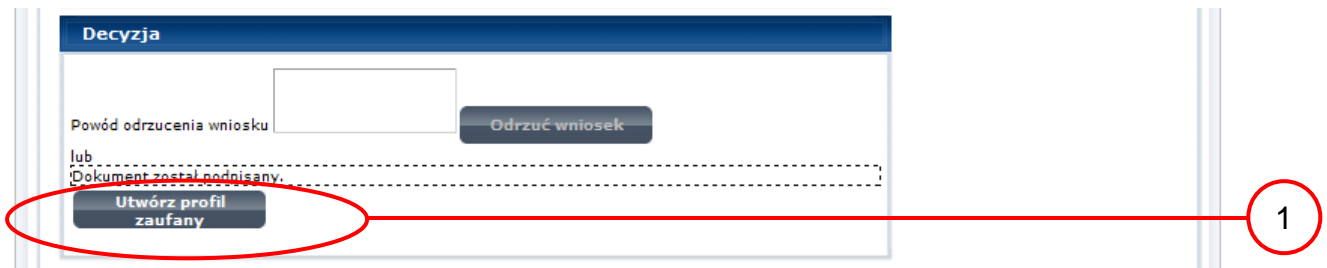 Decyzja
Powód odrzucenia wniosku
Odrzuć wniosek
lub
Dokument został podpisany.
Utwórz profil
zaufany
1